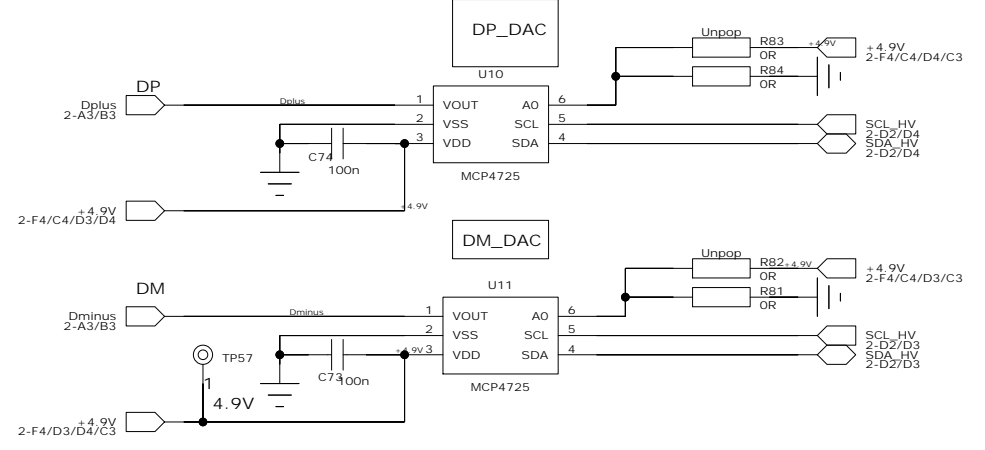 DP_DAC
U10
Unpop
R83
0R
+4.9V
+4.9V
2-F4/C4/D4/C3
R84
0R
DP
Dplus
2-A3/B3
Dplus
1 VOUT A0 6
2 VSS SCL 5
3 VDD SDA 4
SCL_HV
2-D2/D4
SDA_HV
2-D2/D4
C74
100n
MCP4725
+4.9V
2-F4/C4/D3/D4
+4.9V
DM_DAC
U11
Unpop
R82
0R
+4.9V
+4.9V
2-F4/C4/D3/C3
R81
0R
DM
Dminus
2-A3/B3
Dminus
1 VOUT A0 6
2 VSS SCL 5
+4.9V 3 VDD SDA 4
SCL_HV
2-D2/D3
SDA_HV
2-D2/D3
TP57
1
C73
100n
MCP4725
4.9V
+4.9V
2-F4/D3/D4/C3